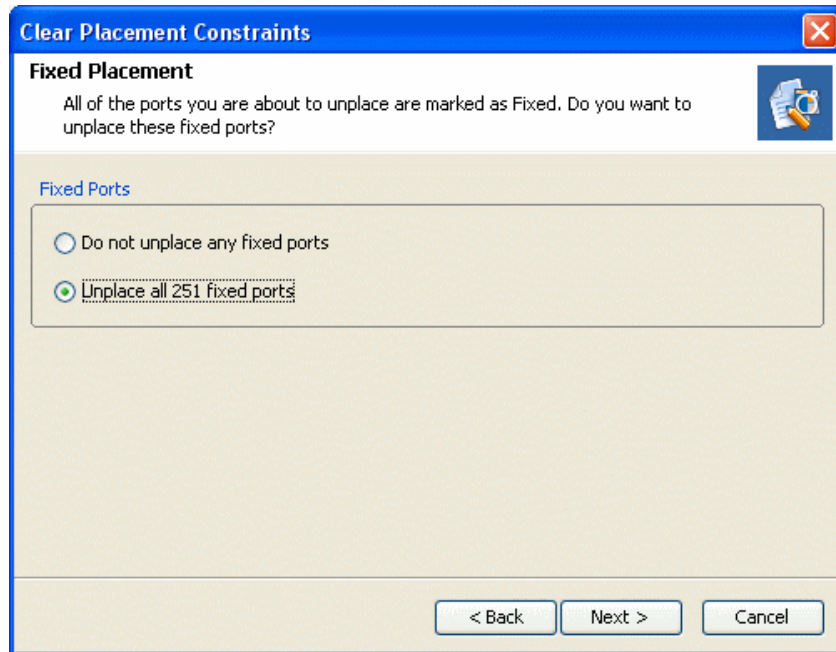 Clear Placement Constraints
Fixed Placement
All of the ports you are about to unplace are marked as Fixed. Do you want to
unplace these fixed ports?
Fixed Ports
Do not unplace any fixed ports
Unplace all 251 fixed ports
< Back
Next >
Cancel